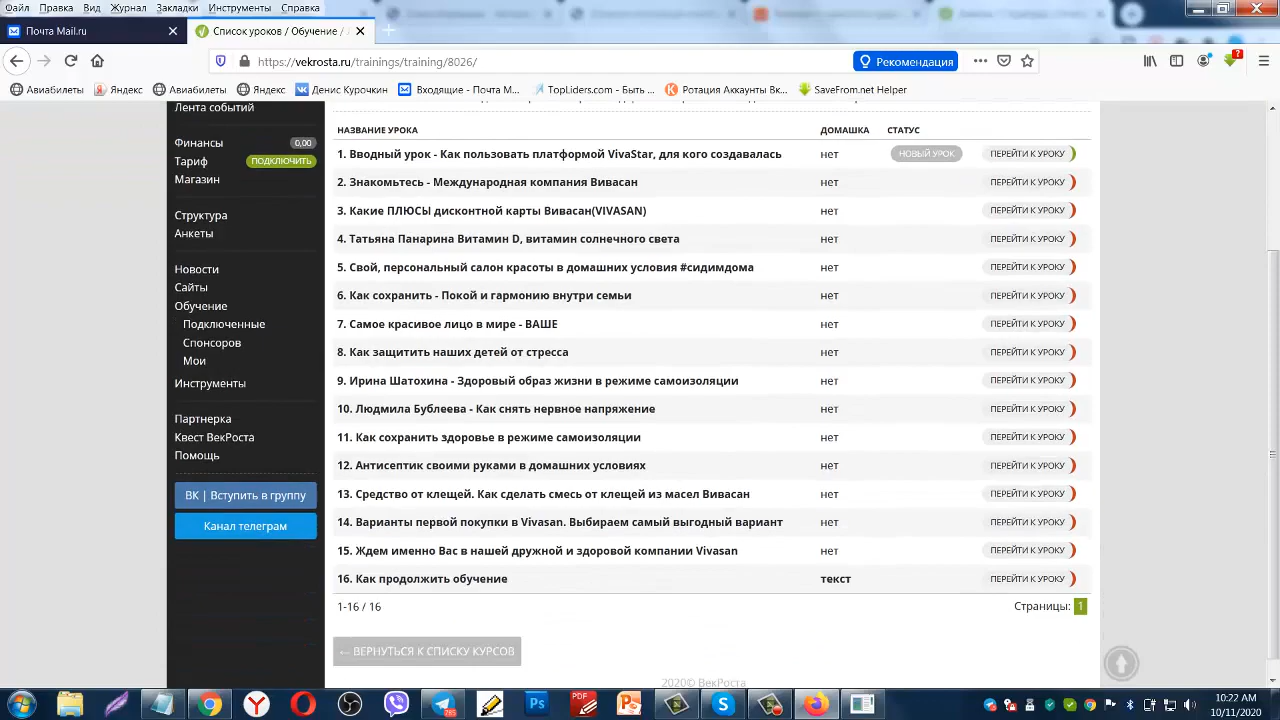 Файл Правка Вид Журнал Закладки Инструменты Справка
Почта Mail.ru
Список уроков / Обучение /
https://vekrosta.ru/trainings/training/8026/
Рекомендация
Авиабилеты
Яндекс
Авиабилеты
Яндекс
Денис Курочкин
Входящие - Почта M...
TopLiders.com - Быть ...
Ротация Аккаунты Вк...
SaveFrom.net Helper
Лента событий
Финансы 0,00
Тариф ПОДКЛЮЧИТЬ
Магазин
Структура
Анкеты
Новости
Сайты
Обучение
Подключенные
Спонсоров
Мои
Инструменты
Партнерка
Квест ВекРоста
Помощь
ВК | Вступить в группу
Канал телеграм
НАЗВАНИЕ УРОКА ДОМАШКА СТАТУС
1. Вводный урок - Как пользовать платформой VivaStar, для кого создавалась нет НОВЫЙ УРОК ПЕРЕЙТИ К УРОКУ
2. Знакомьтесь - Международная компания Вивасан нет ПЕРЕЙТИ К УРОКУ
3. Какие ПЛЮСЫ дисконтной карты Вивасан(VIVASAN) нет ПЕРЕЙТИ К УРОКУ
4. Татьяна Панарина Витамин D, витамин солнечного света нет ПЕРЕЙТИ К УРОКУ
5. Свой, персональный салон красоты в домашних условия #сидимдома нет ПЕРЕЙТИ К УРОКУ
6. Как сохранить - Покой и гармонию внутри семьи нет ПЕРЕЙТИ К УРОКУ
7. Самое красивое лицо в мире - ВАШЕ нет ПЕРЕЙТИ К УРОКУ
8. Как защитить наших детей от стресса нет ПЕРЕЙТИ К УРОКУ
9. Ирина Шатохина - Здоровый образ жизни в режиме самоизоляции нет ПЕРЕЙТИ К УРОКУ
10. Людмила Бублеева - Как снять нервное напряжение нет ПЕРЕЙТИ К УРОКУ
11. Как сохранить здоровье в режиме самоизоляции нет ПЕРЕЙТИ К УРОКУ
12. Антисептик своими руками в домашних условиях нет ПЕРЕЙТИ К УРОКУ
13. Средство от клещей. Как сделать смесь от клещей из масел Вивасан нет ПЕРЕЙТИ К УРОКУ
14. Варианты первой покупки в Vivasan. Выбираем самый выгодный вариант нет ПЕРЕЙТИ К УРОКУ
15. Ждем именно Вас в нашей дружной и здоровой компании Vivasan нет ПЕРЕЙТИ К УРОКУ
16. Как продолжить обучение текст ПЕРЕЙТИ К УРОКУ
1-16 / 16 Страницы: 1
← ВЕРНУТЬСЯ К СПИСКУ КУРСОВ
2020© ВекРоста
10:22 AM
10/11/2020